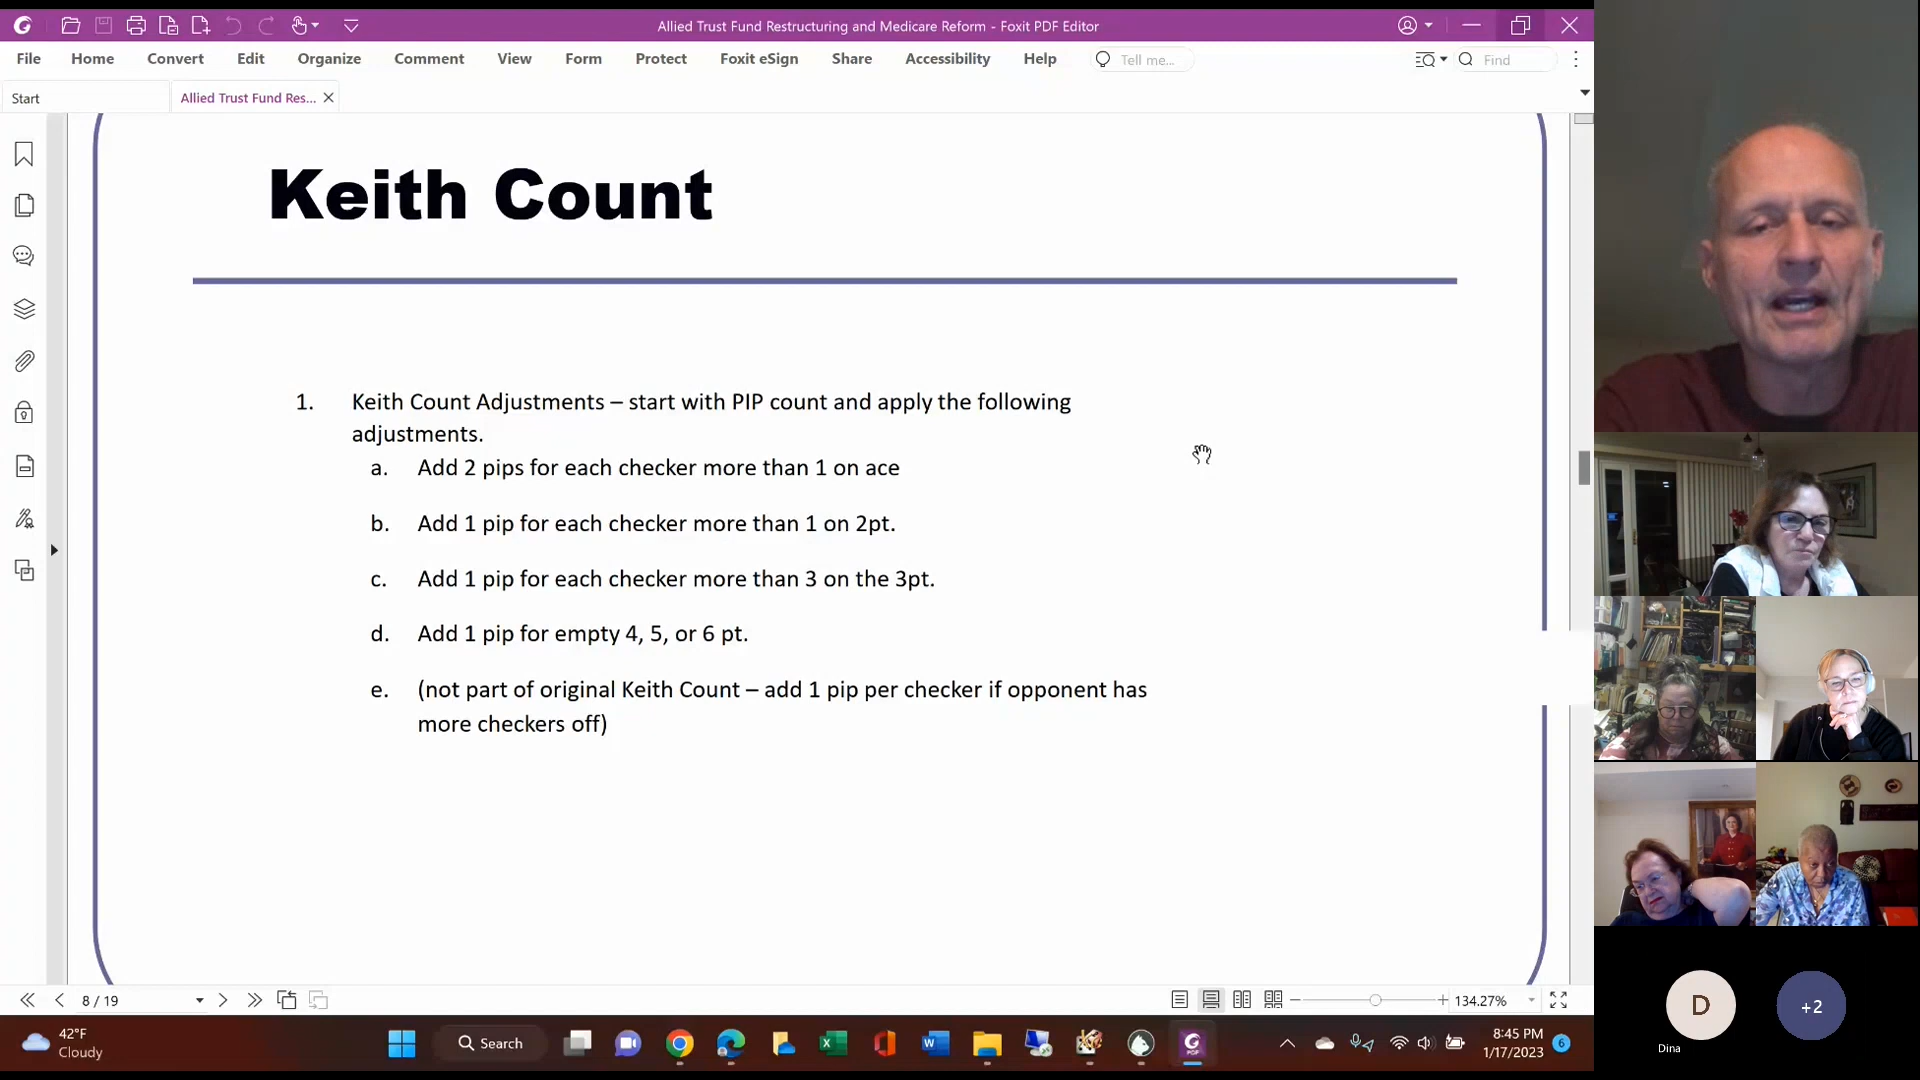 Allied Trust Fund Restructuring and Medicare Reform - Foxit PDF Editor
File Home Convert Edit Organize Comment View Form Protect Foxit eSign Share Accessibility Help Tell me... Find
Start Allied Trust Fund Res...
Keith Count
1. Keith Count Adjustments – start with PIP count and apply the following
adjustments.
a. Add 2 pips for each checker more than 1 on ace
b. Add 1 pip for each checker more than 1 on 2pt.
c. Add 1 pip for each checker more than 3 on the 3pt.
d. Add 1 pip for empty 4, 5, or 6 pt.
e. (not part of original Keith Count – add 1 pip per checker if opponent has
more checkers off)
8 / 19
134.27%
D
+2
Dina
42°F
Cloudy
Search
8:45 PM
1/17/2023
6